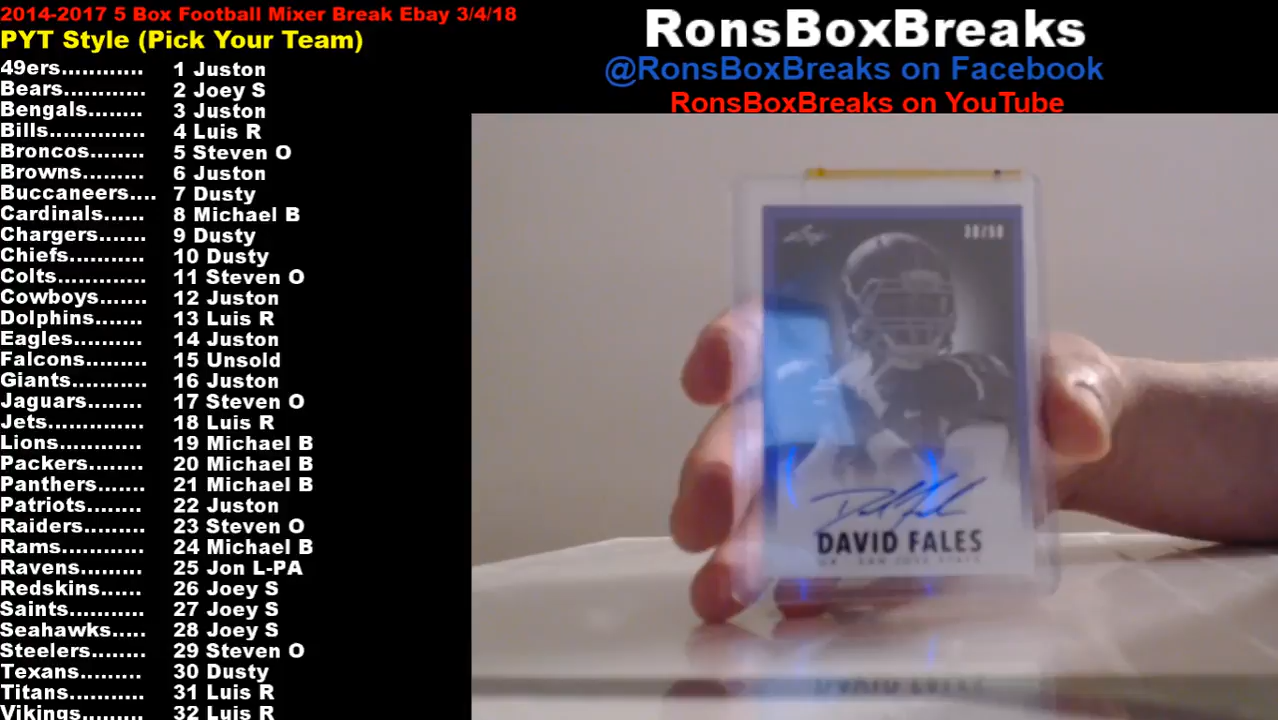 2014-2017 5 Box Football Mixer Break Ebay 3/4/18
PYT Style (Pick Your Team)
49ers............ 1 Juston
Bears............ 2 Joey S
Bengals........ 3 Juston
Bills.............. 4 Luis R
Broncos........ 5 Steven O
Browns......... 6 Juston
Buccaneers.... 7 Dusty
Cardinals...... 8 Michael B
Chargers....... 9 Dusty
Chiefs........... 10 Dusty
Colts............. 11 Steven O
Cowboys....... 12 Juston
Dolphins....... 13 Luis R
Eagles.......... 14 Juston
Falcons......... 15 Unsold
Giants........... 16 Juston
Jaguars........ 17 Steven O
Jets.............. 18 Luis R
Lions............ 19 Michael B
Packers........ 20 Michael B
Panthers....... 21 Michael B
Patriots........ 22 Juston
Raiders......... 23 Steven O
Rams............ 24 Michael B
Ravens......... 25 Jon L-PA
Redskins...... 26 Joey S
Saints........... 27 Joey S
Seahawks..... 28 Joey S
Steelers........ 29 Steven O
Texans......... 30 Dusty
Titans........... 31 Luis R
Vikings......... 32 Luis R
RonsBoxBreaks
@RonsBoxBreaks on Facebook
RonsBoxBreaks on YouTube
Leaf
DAVID FALES
QB - SAN JOSE STATE